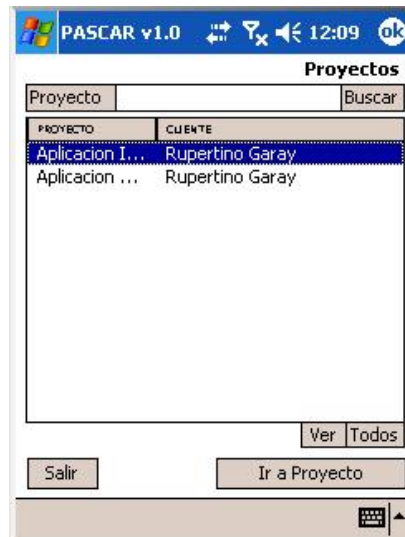 PASCAR v1.0 12:09 ok
Proyectos
Proyecto Buscar
PROYECTO CLIENTE
Aplicacion I... Rupertino Garay
Aplicacion ... Rupertino Garay
Ver Todos
Salir Ir a Proyecto